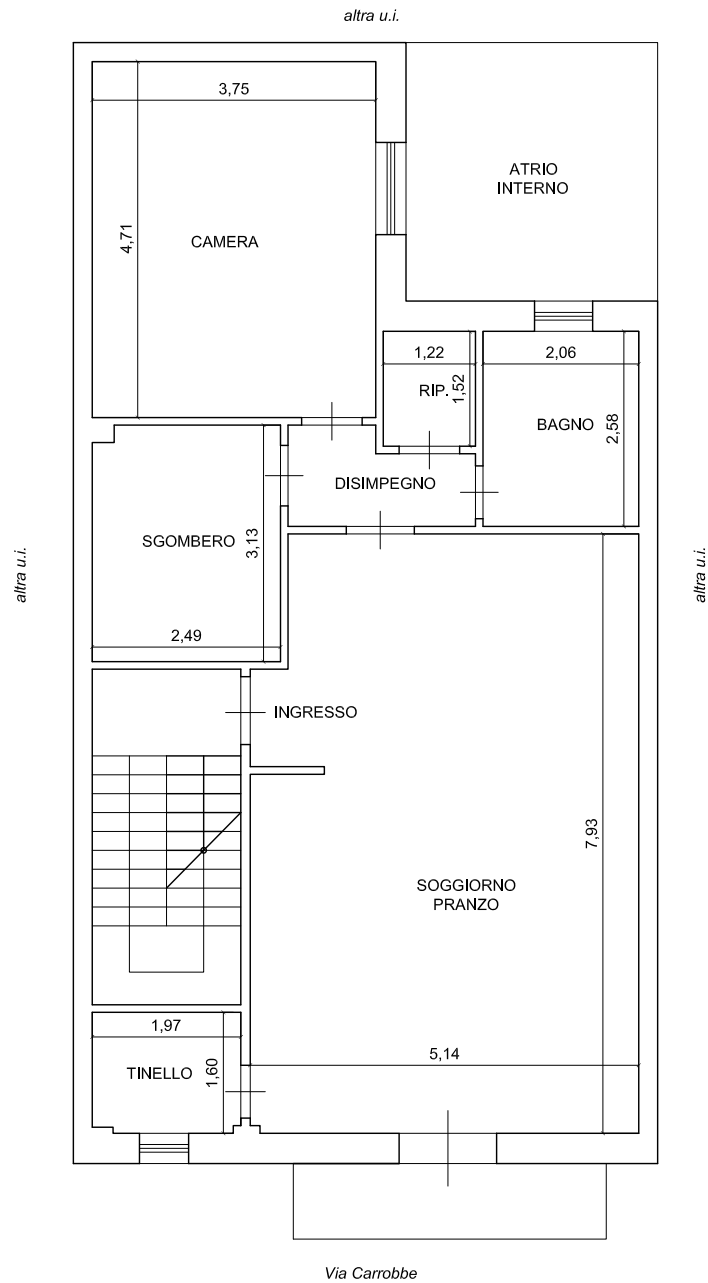 altra u.i.
3,75
4,71
CAMERA
ATRIO
INTERNO
1,22
1,52
RIP.
2,06
2,58
BAGNO
DISIMPEGNO
SGOMBERO
3,13
2,49
altra u.i.
altra u.i.
INGRESSO
7,93
SOGGIORNO
PRANZO
1,97
1,60
TINELLO
5,14
Via Carrobbe